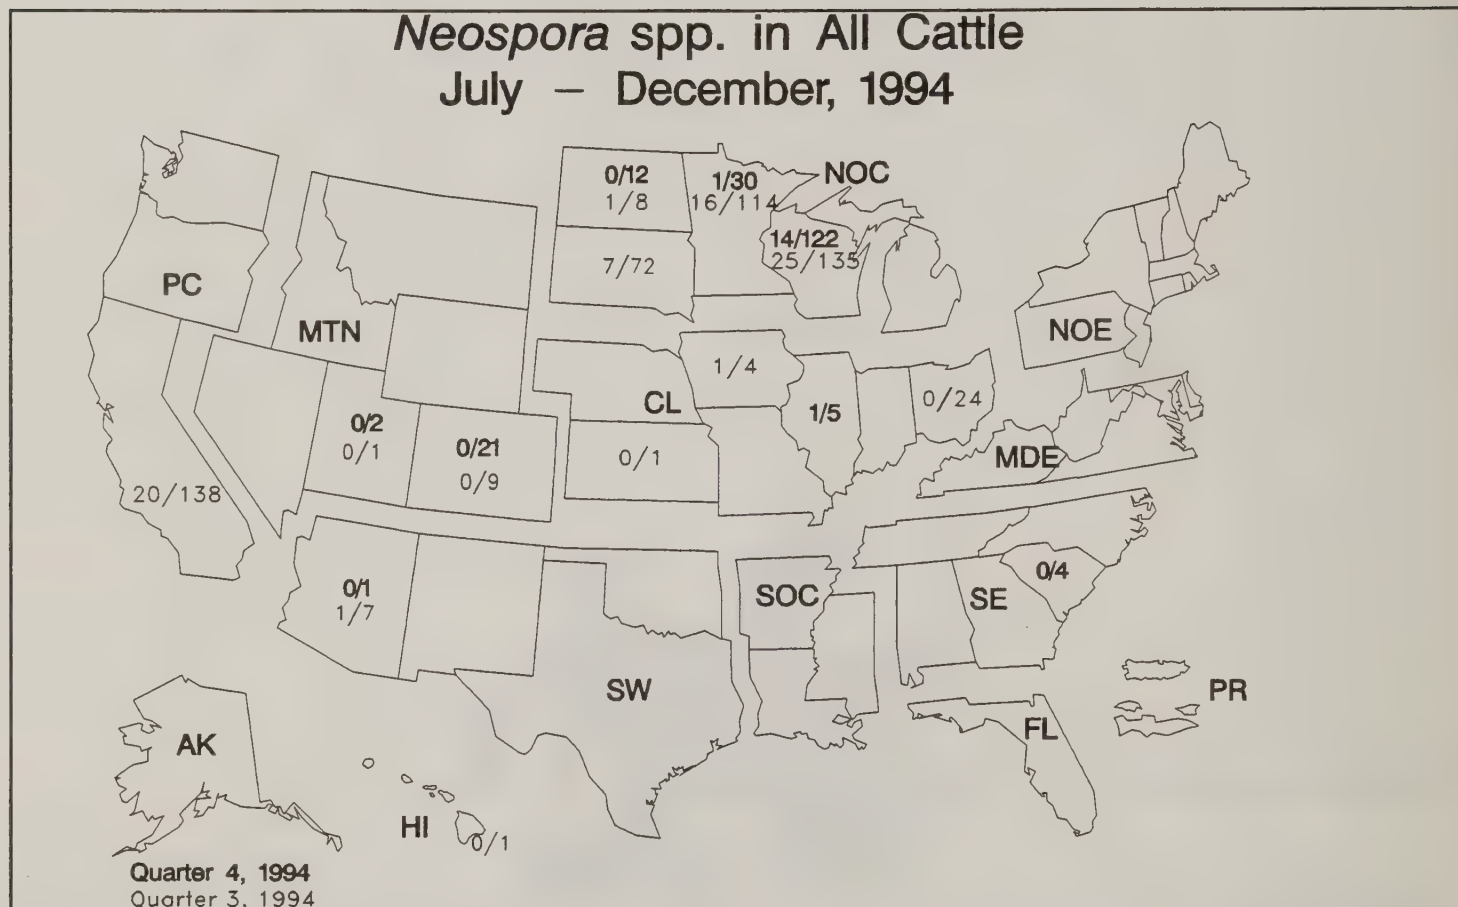 Neospora spp. in All Cattle
July – December, 1994
NOC
0/12
1/8
1/30
16/114
14/122
25/135
7/72
PC
MTN
NOE
1/4
0/24
CL
1/5
0/2
0/1
0/21
0/9
0/1
MDE
20/138
0/1
1/7
SOC
SE
0/4
SW
PR
FL
AK
HI
0/1
Quarter 4, 1994
Quarter 3, 1994